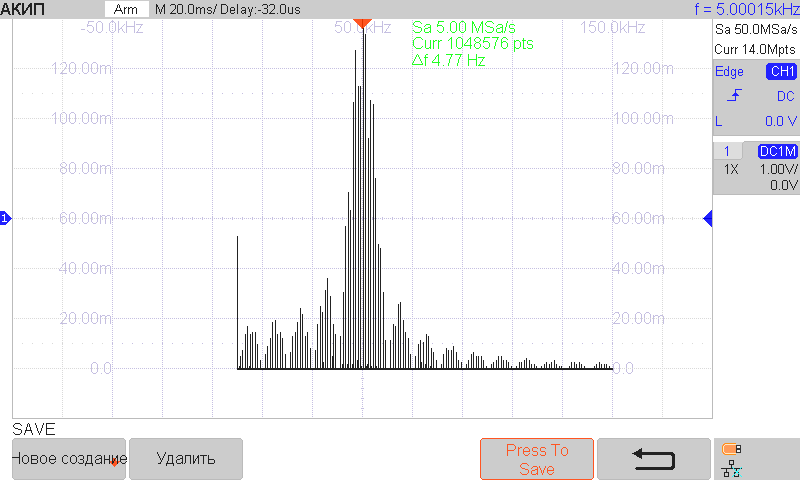 АКИП Arm M 20.0ms/ Delay:-32.0us f = 5.00015kHz
-50.0kHz 50.0kHz 150.0kHz
Sa 5.00 MSa/s
Curr 1048576 pts
Δf 4.77 Hz
Sa 50.0MSa/s
Curr 14.0Mpts
120.00m 120.00m
100.00m 100.00m
80.00m 80.00m
60.00m 60.00m
40.00m 40.00m
20.00m 20.00m
0.0 0.0
Edge CH1
DC
L 0.0 V
1 DC1M
1X 1.00V/
0.0V
1
SAVE
Новое создание
Удалить
Press To
Save